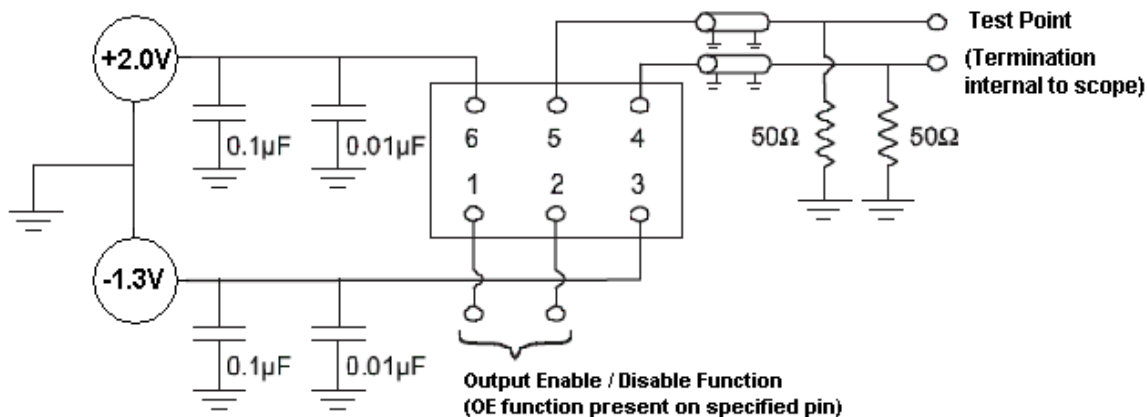 Test Point
+2.0V
(Termination
internal to scope)
0.1µF
0.01µF
6
5
4
50Ω
50Ω
1
2
3
-1.3V
0.1µF
0.01µF
Output Enable / Disable Function
(OE function present on specified pin)